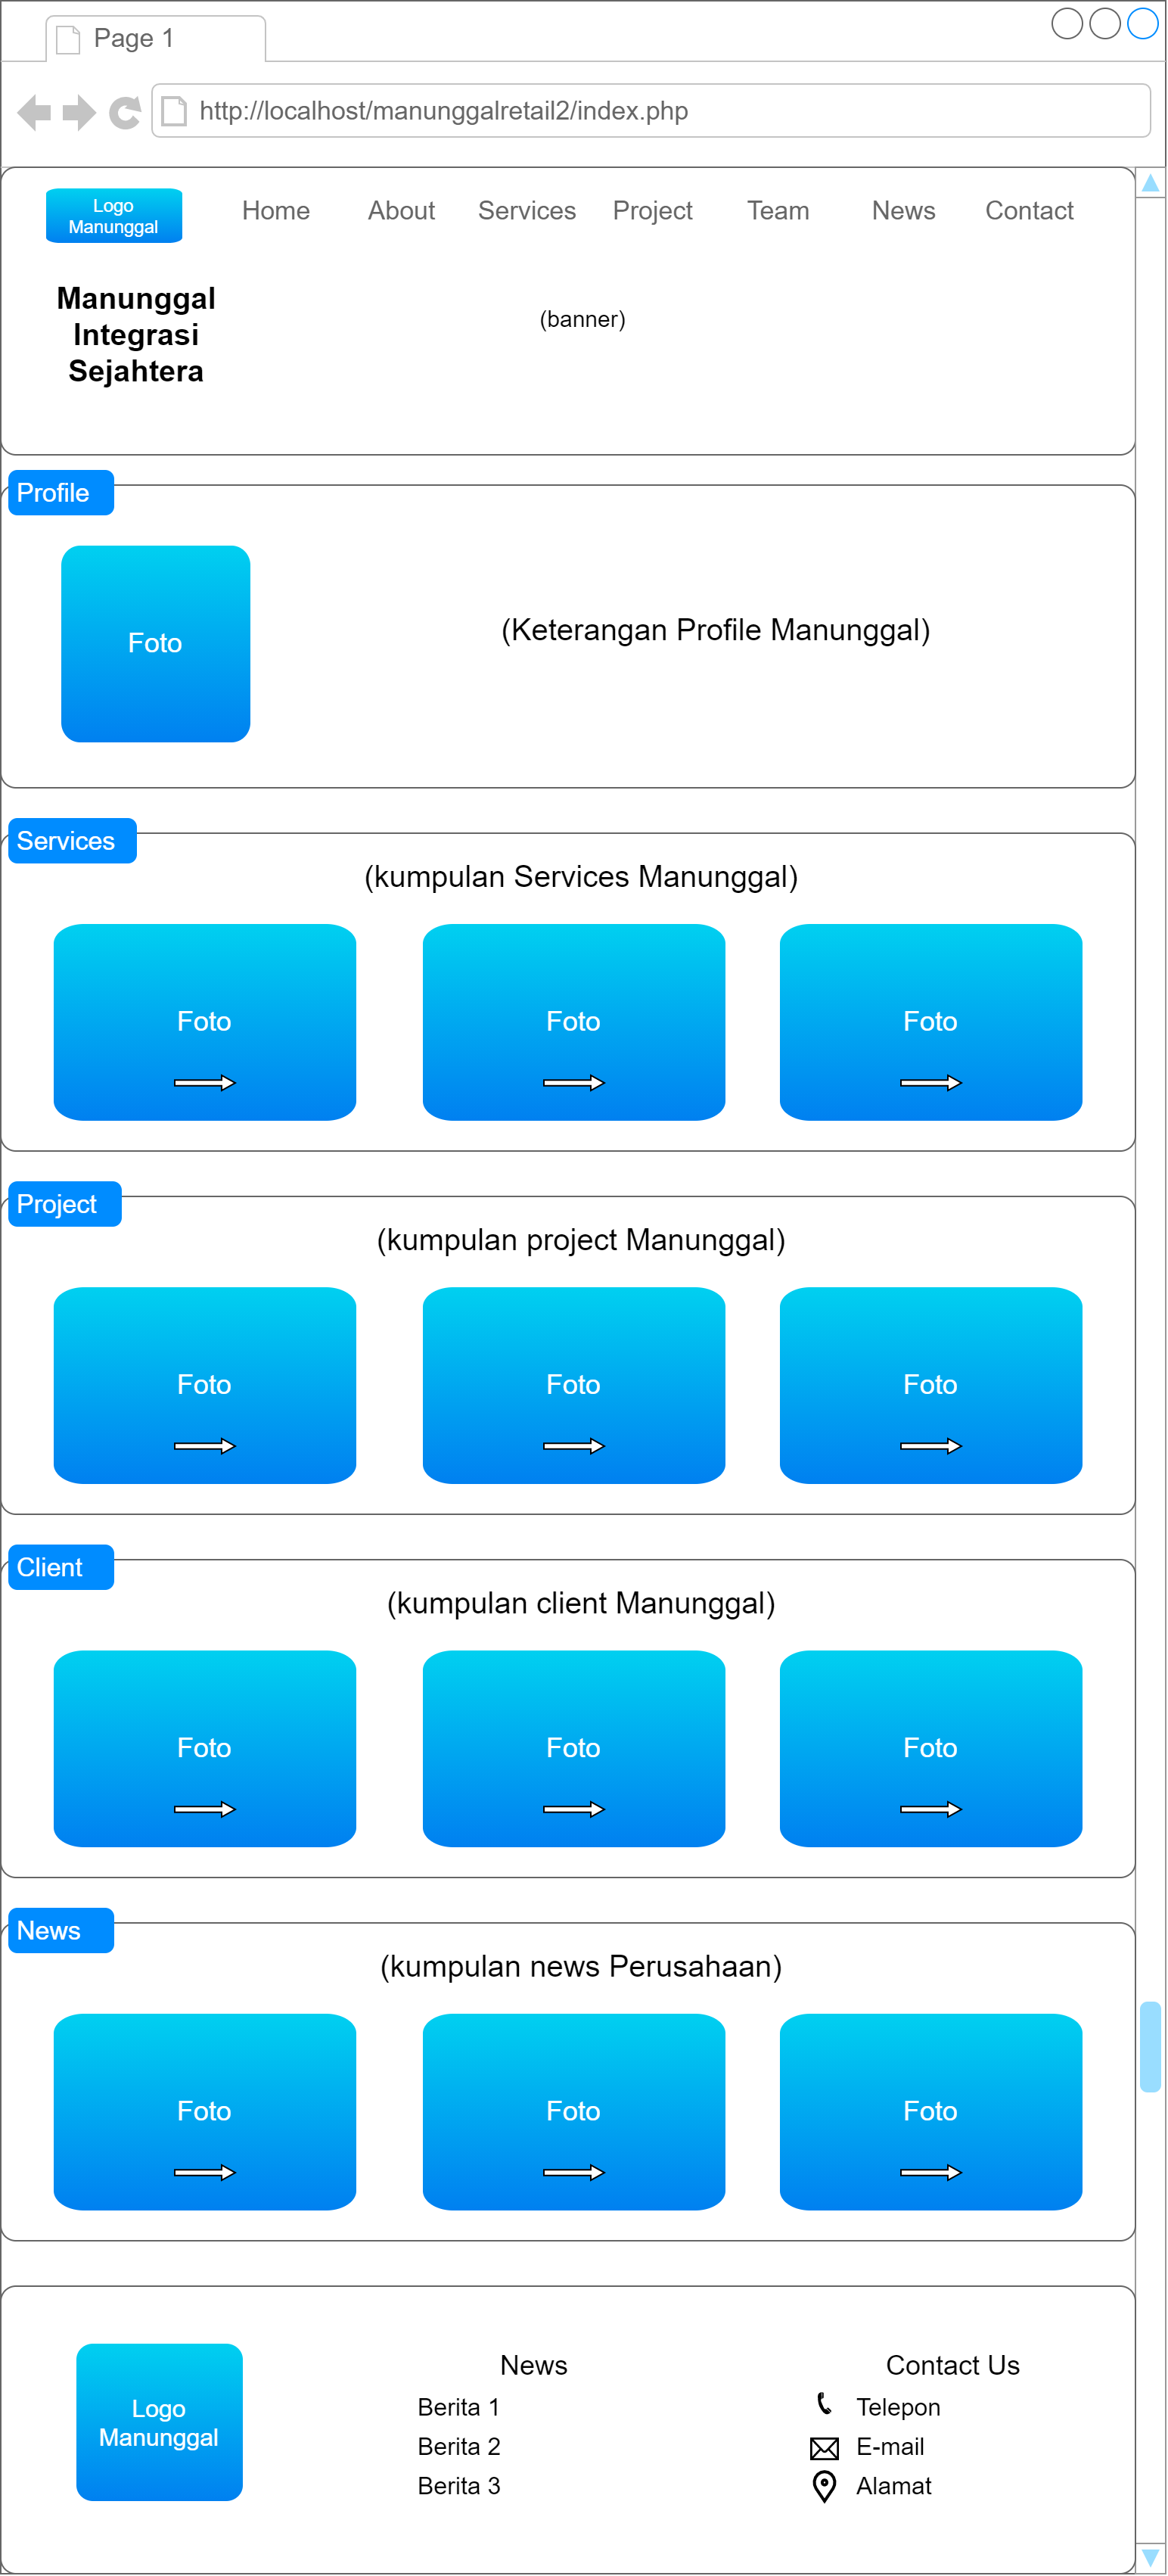 Page 1
http://localhost/manunggalretail2/index.php
Logo
Manunggal
Home About Services Project Team News Contact
Manunggal
Integrasi
Sejahtera
(banner)
Profile
Foto
(Keterangan Profile Manunggal)
Services
(kumpulan Services Manunggal)
Foto Foto Foto
Project
(kumpulan project Manunggal)
Foto Foto Foto
Client
(kumpulan client Manunggal)
Foto Foto Foto
News
(kumpulan news Perusahaan)
Foto Foto Foto
Logo
Manunggal
News
Berita 1
Berita 2
Berita 3
Contact Us
Telepon
E-mail
Alamat